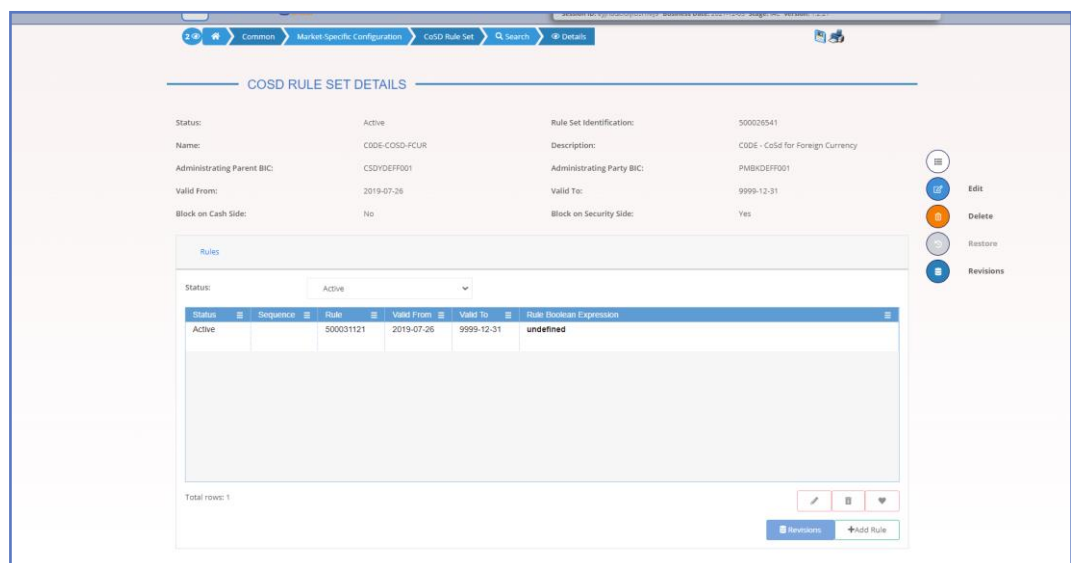 2 Common Market-Specific Configuration CoSD Rule Set Search Details
COSD RULE SET DETAILS
Status: Active Rule Set Identification: 500026541
Name: C0DE-COSD-FCUR Description: C0DE - CoSd for Foreign Currency
Administrating Parent BIC: CSDYDEFF001 Administrating Party BIC: PMBKDEFF001
Valid From: 2019-07-26 Valid To: 9999-12-31
Block on Cash Side: No Block on Security Side: Yes
Edit
Delete
Restore
Revisions
Rules
Status: Active
Status Sequence Rule Valid From Valid To Rule Boolean Expression
Active 500031121 2019-07-26 9999-12-31 undefined
Total rows: 1
Revisions +Add Rule